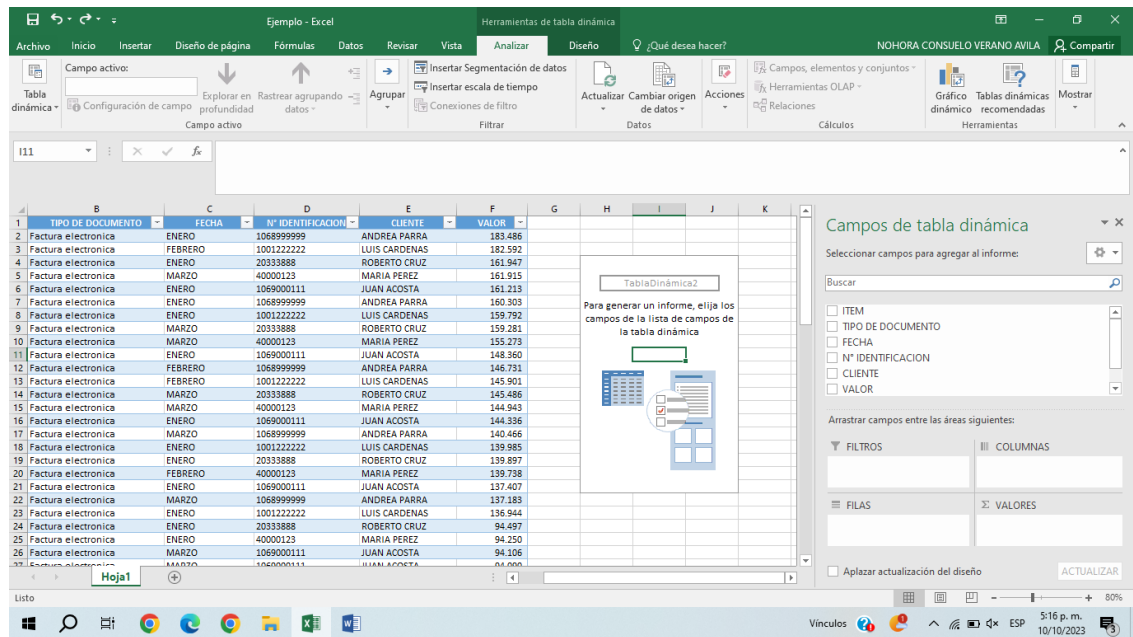 Ejemplo - Excel
Herramientas de tabla dinámica
Archivo Inicio Insertar Diseño de página Fórmulas Datos Revisar Vista Analizar Diseño ¿Qué desea hacer? NOHORA CONSUELO VERANO AVILA Compartir
Tabla dinámica
Campo activo:
Configuración de campo
Explorar en profundidad
Rastrear agrupando datos
Campo activo
Agrupar
Insertar Segmentación de datos
Insertar escala de tiempo
Conexiones de filtro
Filtrar
Actualizar
Cambiar origen de datos
Datos
Acciones
Campos, elementos y conjuntos
Herramientas OLAP
Relaciones
Cálculos
Gráfico dinámico
Tablas dinámicas recomendadas
Herramientas
Mostrar
I11 fx
B C D E F G H I J K
1 TIPO DE DOCUMENTO FECHA N° IDENTIFICACION CLIENTE VALOR
2 Factura electronica ENERO 1068999999 ANDREA PARRA 183.486
3 Factura electronica FEBRERO 1001222222 LUIS CARDENAS 182.592
4 Factura electronica ENERO 20333888 ROBERTO CRUZ 161.947
5 Factura electronica MARZO 40000123 MARIA PEREZ 161.915
6 Factura electronica ENERO 1069000111 JUAN ACOSTA 161.213
7 Factura electronica FEBRERO 1068999999 ANDREA PARRA 160.303
8 Factura electronica ENERO 1001222222 LUIS CARDENAS 159.792
9 Factura electronica MARZO 20333888 ROBERTO CRUZ 159.281
10 Factura electronica MARZO 40000123 MARIA PEREZ 155.273
11 Factura electronica ENERO 1069000111 JUAN ACOSTA 148.360
12 Factura electronica FEBRERO 1068999999 ANDREA PARRA 146.731
13 Factura electronica FEBRERO 1001222222 LUIS CARDENAS 145.901
14 Factura electronica MARZO 20333888 ROBERTO CRUZ 145.486
15 Factura electronica MARZO 40000123 MARIA PEREZ 144.943
16 Factura electronica ENERO 1069000111 JUAN ACOSTA 144.336
17 Factura electronica MARZO 1068999999 ANDREA PARRA 140.466
18 Factura electronica ENERO 1001222222 LUIS CARDENAS 139.985
19 Factura electronica ENERO 20333888 ROBERTO CRUZ 139.897
20 Factura electronica FEBRERO 40000123 MARIA PEREZ 139.738
21 Factura electronica ENERO 1069000111 JUAN ACOSTA 137.407
22 Factura electronica MARZO 1068999999 ANDREA PARRA 137.183
23 Factura electronica ENERO 1001222222 LUIS CARDENAS 136.944
24 Factura electronica ENERO 20333888 ROBERTO CRUZ 94.497
25 Factura electronica ENERO 40000123 MARIA PEREZ 94.250
26 Factura electronica MARZO 1069000111 JUAN ACOSTA 94.106
TablaDinámica2
Para generar un informe, elija los
campos de la lista de campos de
la tabla dinámica
Campos de tabla dinámica
Seleccionar campos para agregar al informe:
Buscar
ITEM
TIPO DE DOCUMENTO
FECHA
N° IDENTIFICACION
CLIENTE
VALOR
Arrastrar campos entre las áreas siguientes:
FILTROS
COLUMNAS
FILAS
Σ VALORES
Aplazar actualización del diseño
ACTUALIZAR
Hoja1
Listo
80%
Vínculos
ESP
5:16 p. m.
10/10/2023